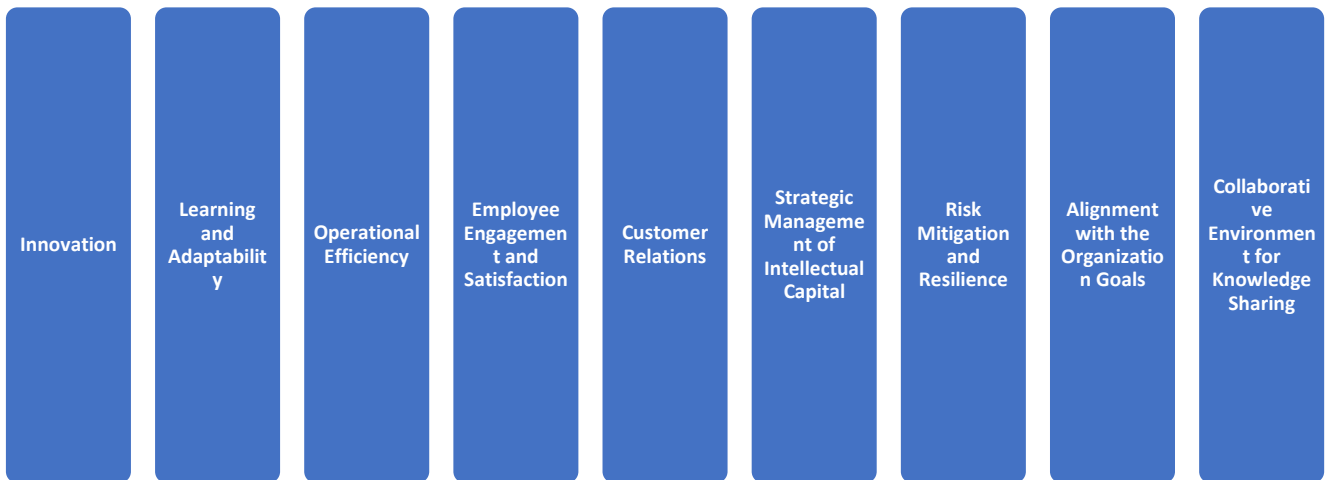 Innovation
Learning
and
Adaptabilit
y
Operational
Efficiency
Employee
Engagemen
t and
Satisfaction
Customer
Relations
Strategic
Manageme
nt of
Intellectual
Capital
Risk
Mitigation
and
Resilience
Alignment
with the
Organizatio
n Goals
Collaborati
ve
Environmen
t for
Knowledge
Sharing